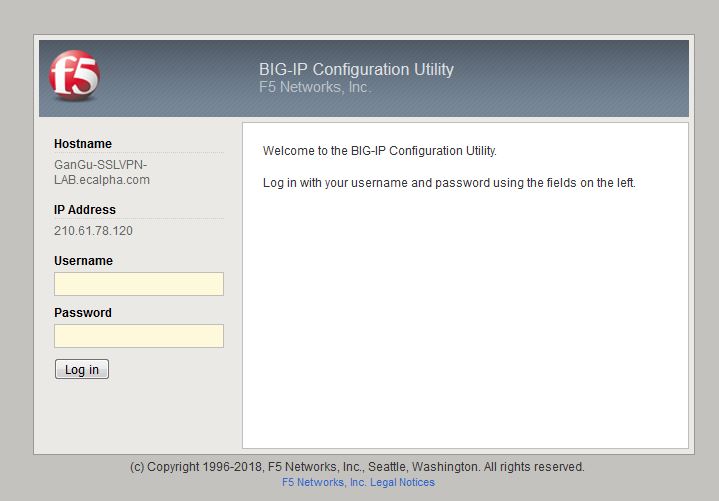 f5
BIG-IP Configuration Utility
F5 Networks, Inc.
Hostname
GanGu-SSLVPN-
LAB.ecalpha.com
IP Address
210.61.78.120
Username
Password
Log in
Welcome to the BIG-IP Configuration Utility.
Log in with your username and password using the fields on the left.
(c) Copyright 1996-2018, F5 Networks, Inc., Seattle, Washington. All rights reserved.
F5 Networks, Inc. Legal Notices